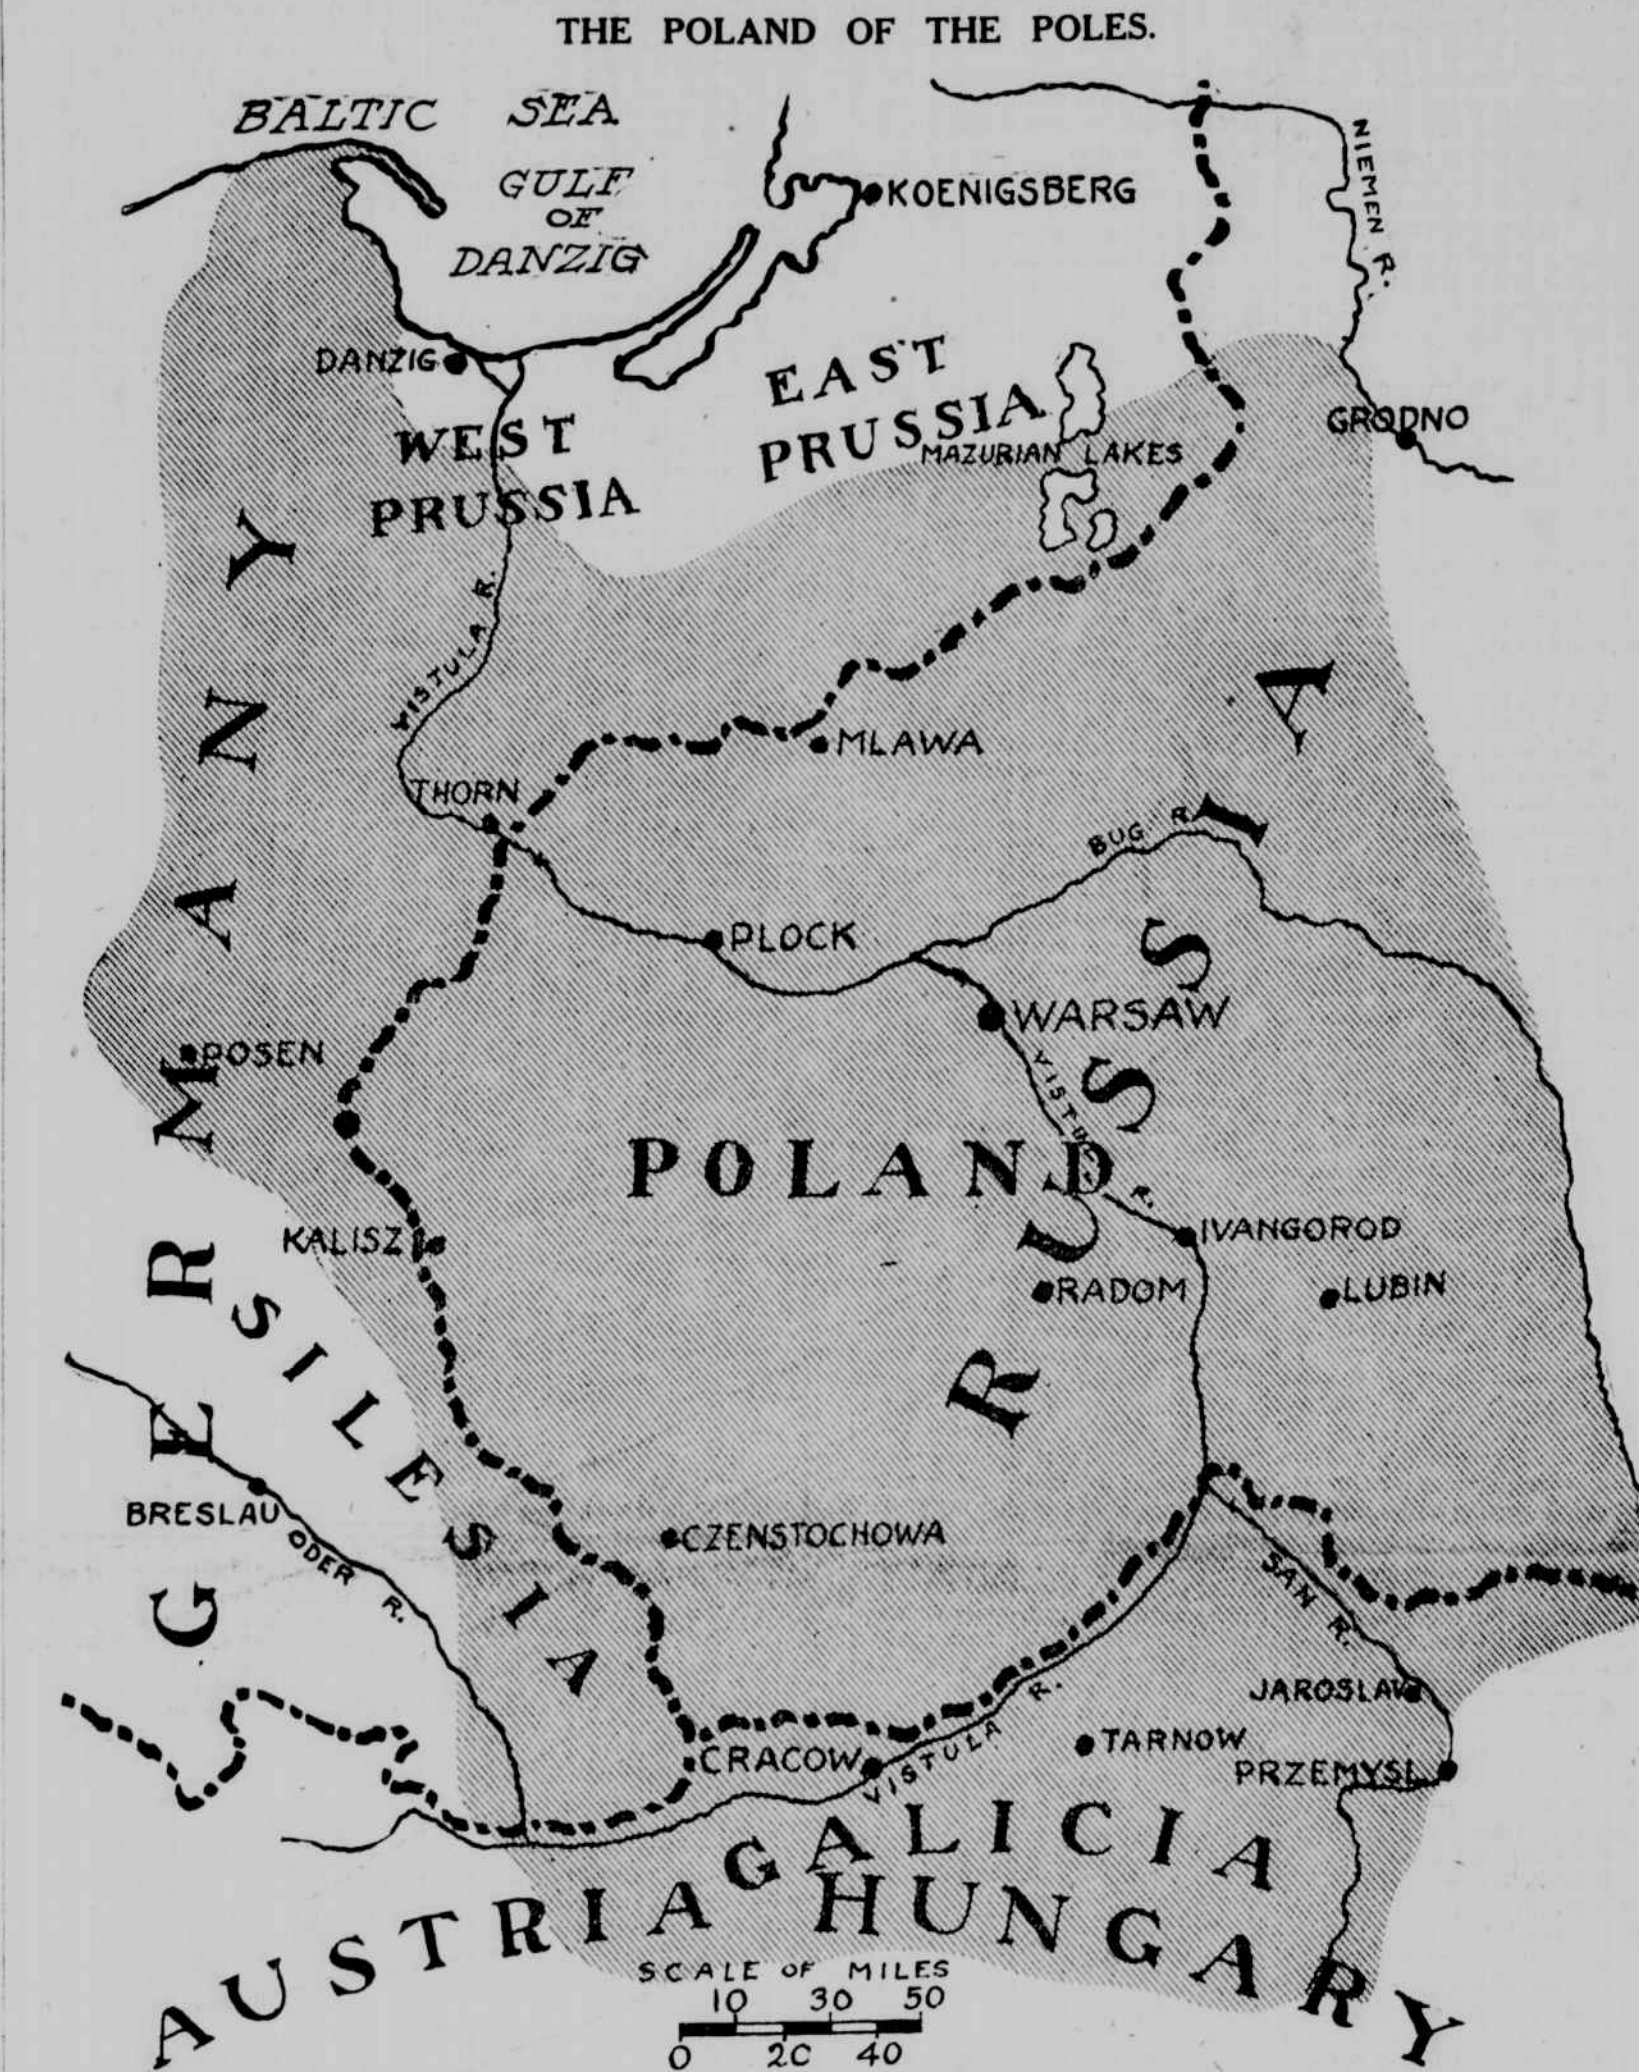 THE POLAND OF THE POLES.
BALTIC SEA
GULF
OF
DANZIG
KOENIGSBERG
NIEMEN R.
DANZIG
EAST
PRUSSIA
WEST
PRUSSIA
MAZURIAN LAKES
GRODNO
VISTULA R.
MLAWA
THORN
BUG R.
PLOCK
WARSAW
POSEN
VISTULA R.
POLAND
RUSSIA
GERMANY
KALISZ
IVANGOROD
RADOM
LUBIN
SILESIA
BRESLAU
ODER R.
CZENSTOCHOWA
SAN R.
JAROSLAV
TARNOW
CRACOW
VISTULA R.
PRZEMYSL
GALICIA
AUSTRIA HUNGARY
SCALE OF MILES
10 30 50
0 20 40